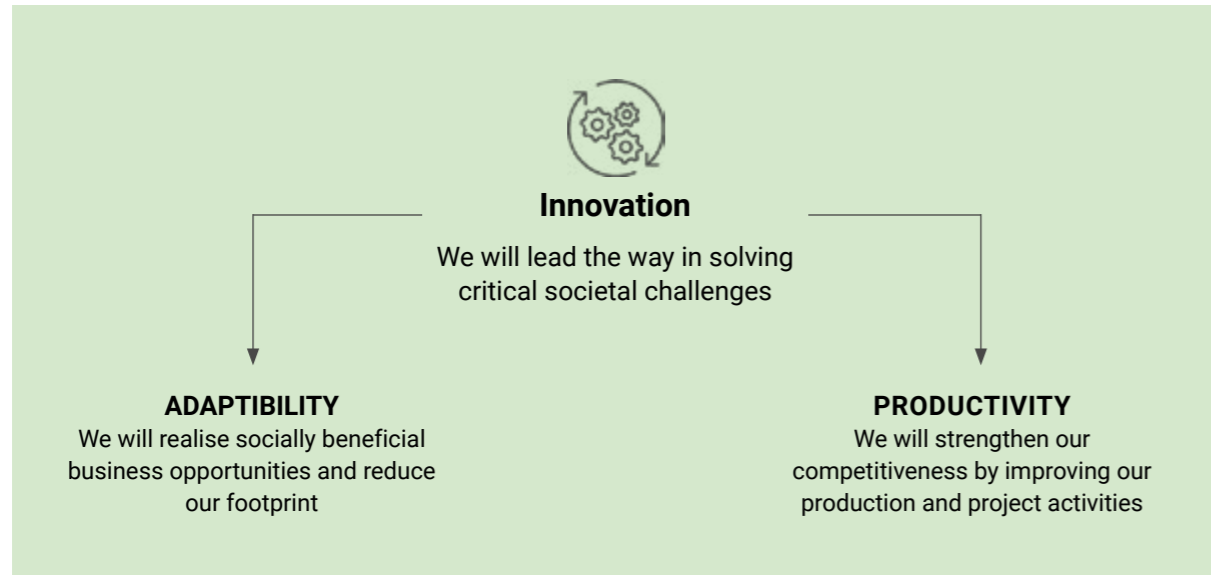 Innovation
We will lead the way in solving
critical societal challenges
ADAPTIBILITY
We will realise socially beneficial
business opportunities and reduce
our footprint
PRODUCTIVITY
We will strengthen our
competitiveness by improving our
production and project activities